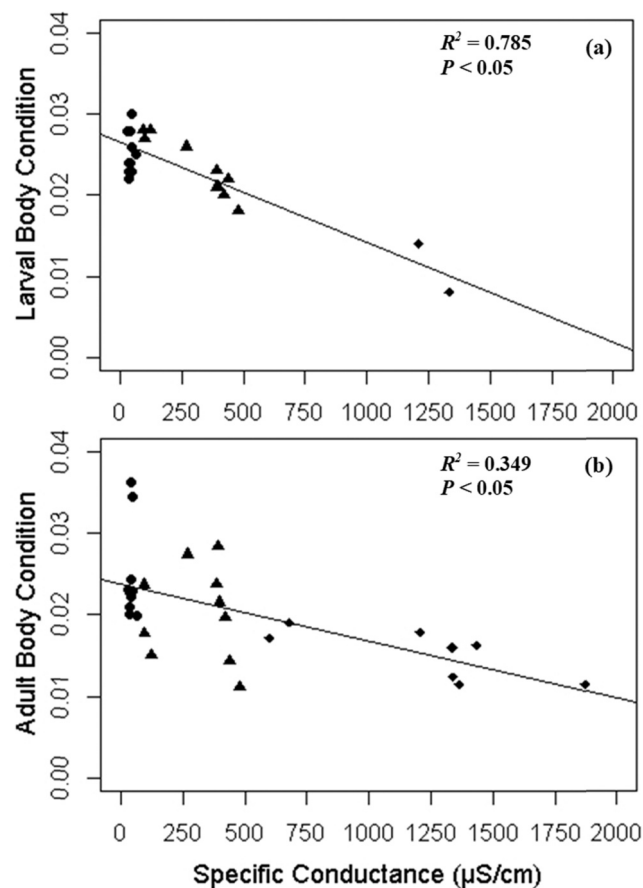 R² = 0.785 (a)
P < 0.05
Larval Body Condition
0.04
0.03
0.02
0.01
0.00
0 250 500 750 1000 1250 1500 1750 2000
R² = 0.349 (b)
P < 0.05
Adult Body Condition
0.04
0.03
0.02
0.01
0.00
0 250 500 750 1000 1250 1500 1750 2000
Specific Conductance (µS/cm)